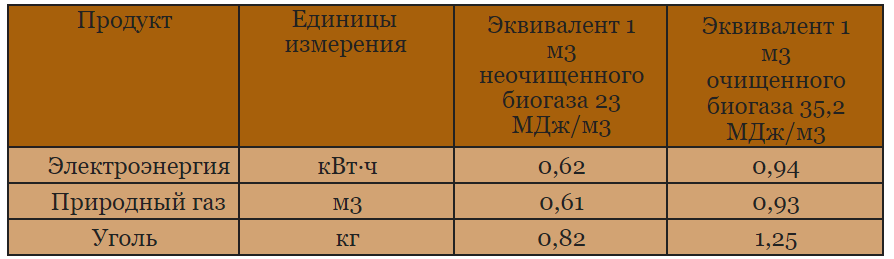 Продукт
Единицы
измерения
Эквивалент 1
м3
неочищенного
биогаза 23
МДж/м3
Эквивалент 1
м3
очищенного
биогаза 35,2
МДж/м3
Электроэнергия кВт·ч 0,62 0,94
Природный газ м3 0,61 0,93
Уголь кг 0,82 1,25